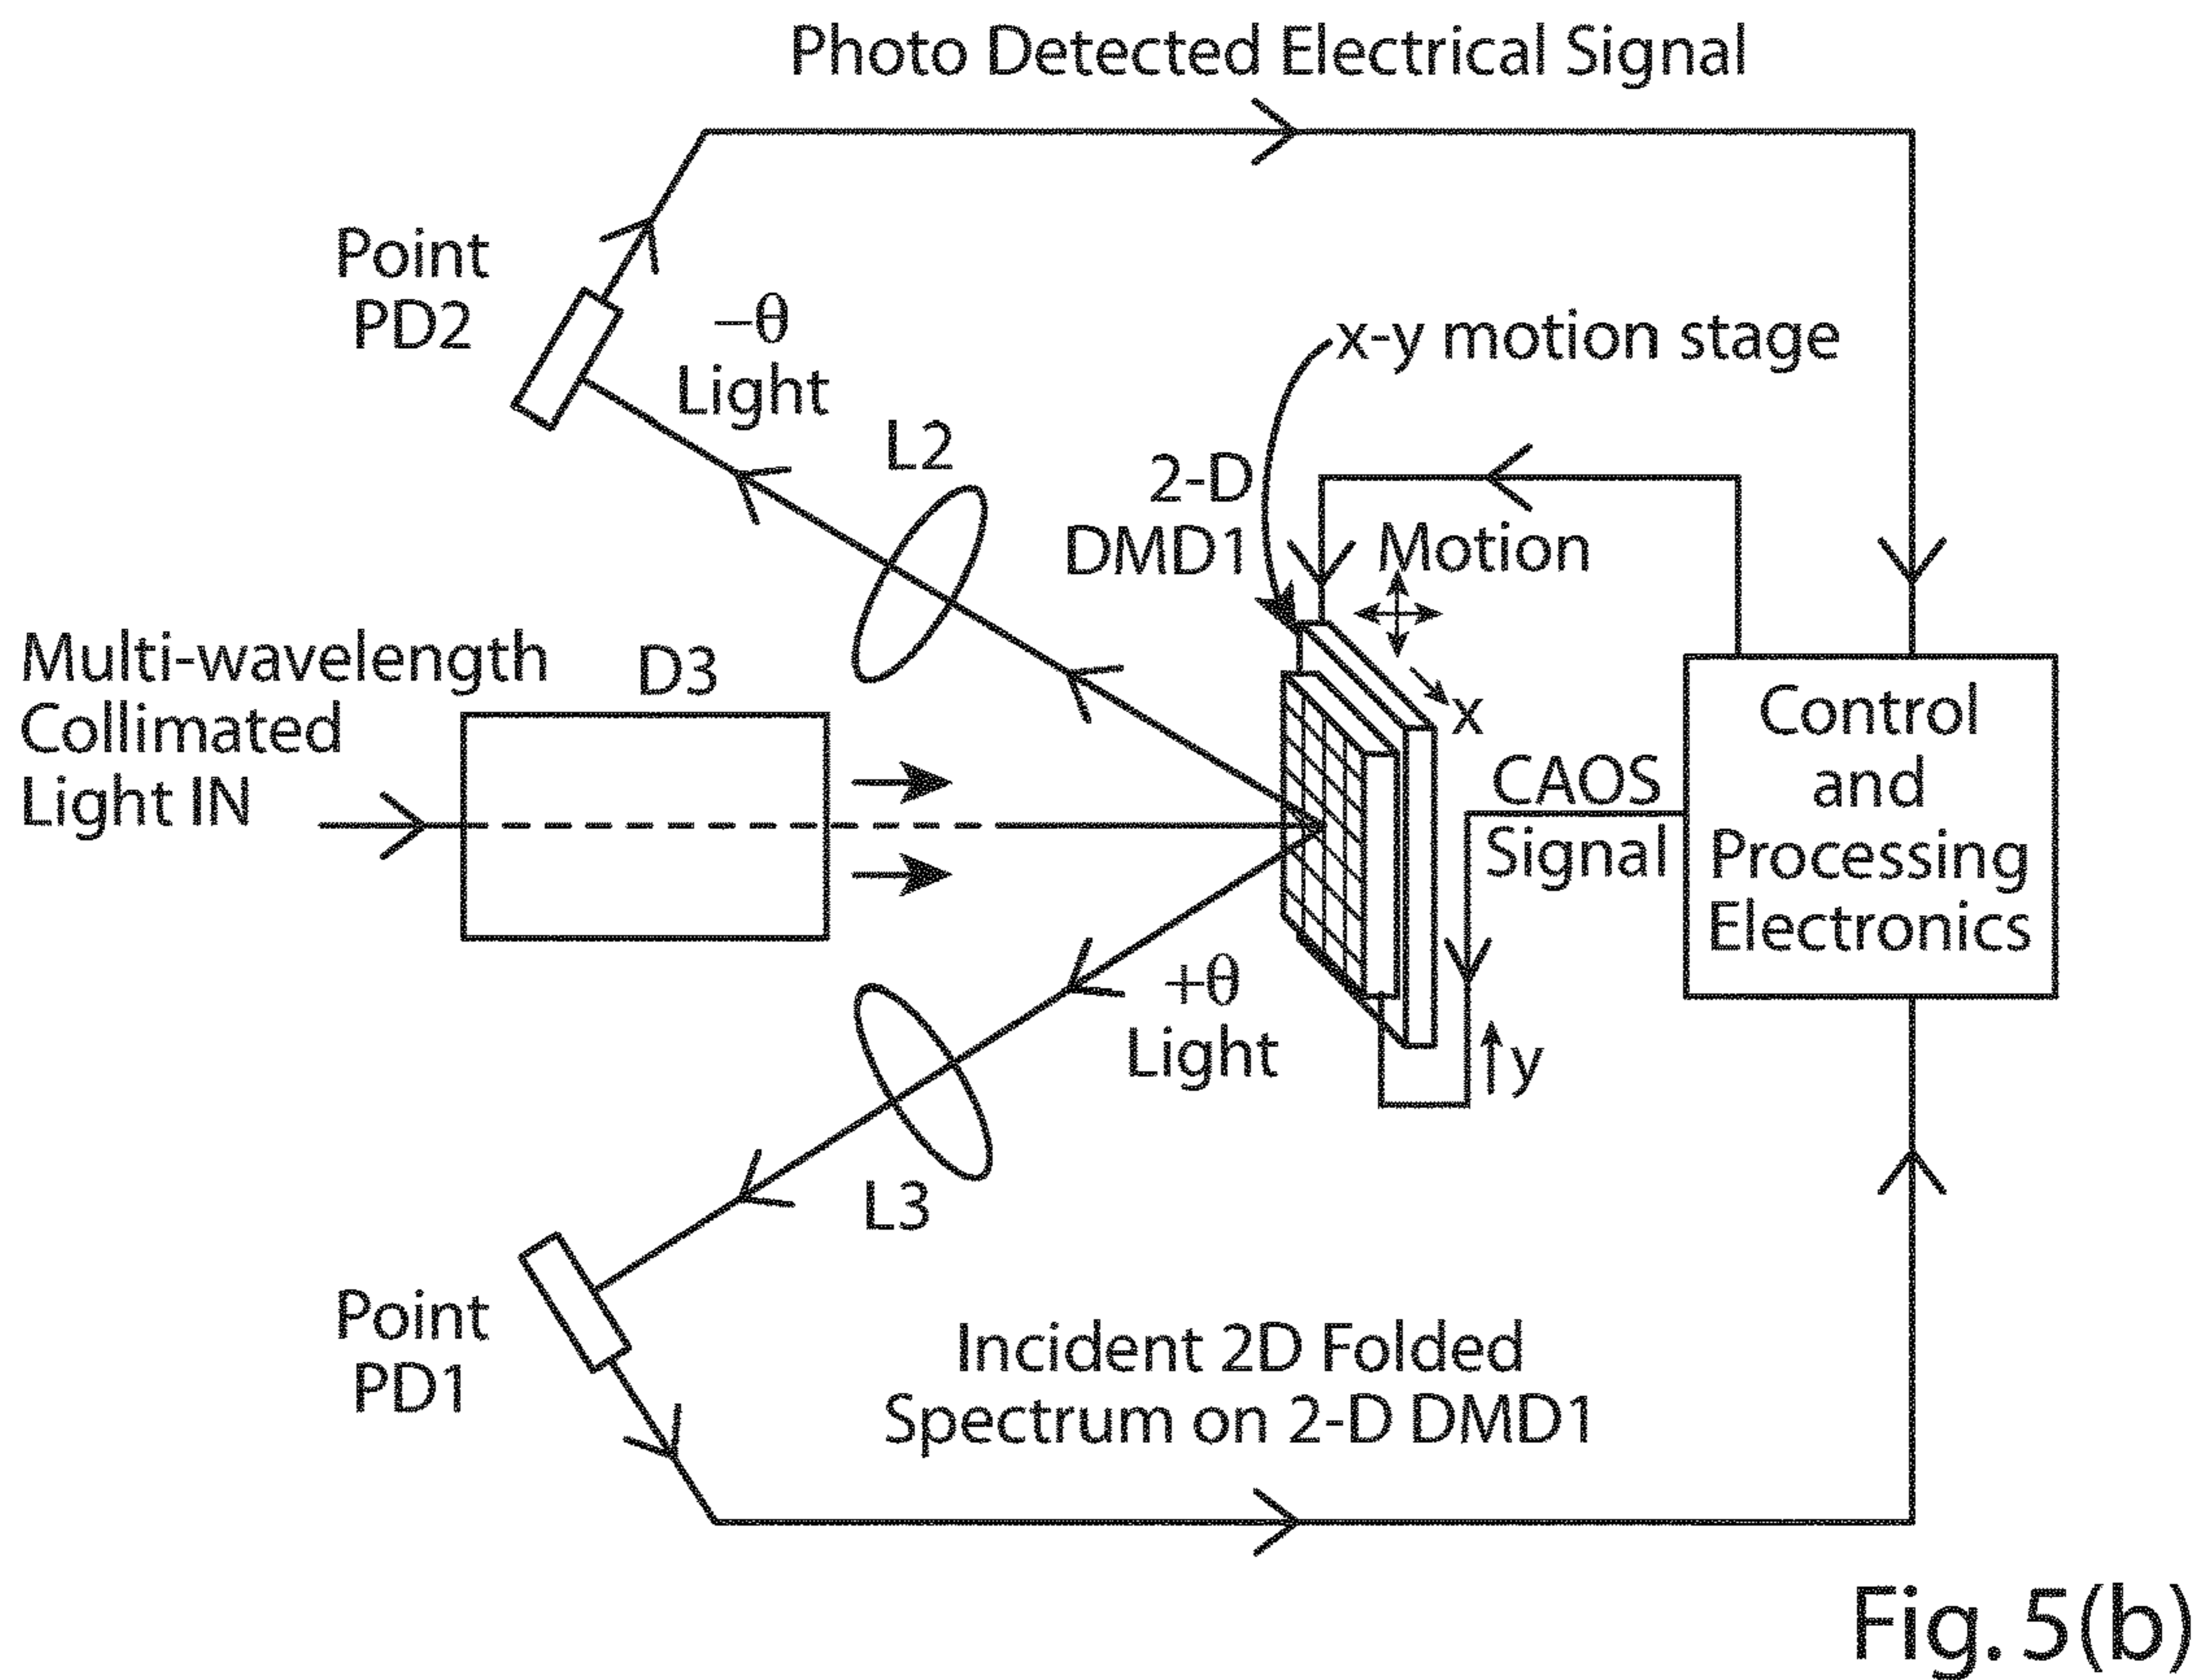 Photo Detected Electrical Signal
Point
PD2
−θ
Light
L2
x-y motion stage
2-D
DMD1
Motion
Multi-wavelength
Collimated
Light IN
D3
x
CAOS
Signal
Control
and
Processing
Electronics
+θ
Light
y
L3
Point
PD1
Incident 2D Folded
Spectrum on 2-D DMD1
Fig. 5(b)